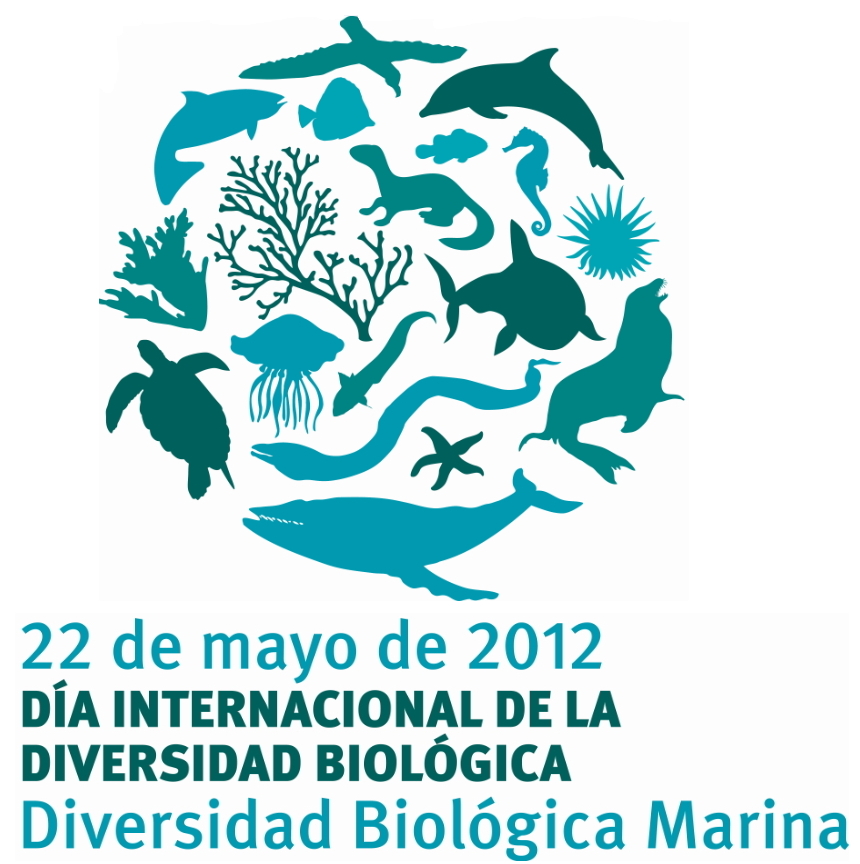 22 de mayo de 2012
DÍA INTERNACIONAL DE LA
DIVERSIDAD BIOLÓGICA
Diversidad Biológica Marina